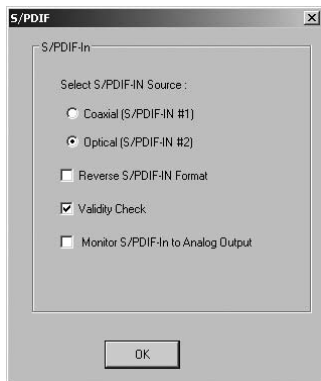 S/PDIF
S/PDIF-In
Select S/PDIF-IN Source :
Coaxial (S/PDIF-IN #1)
Optical (S/PDIF-IN #2)
Reverse S/PDIF-IN Format
Validity Check
Monitor S/PDIF-In to Analog Output
OK